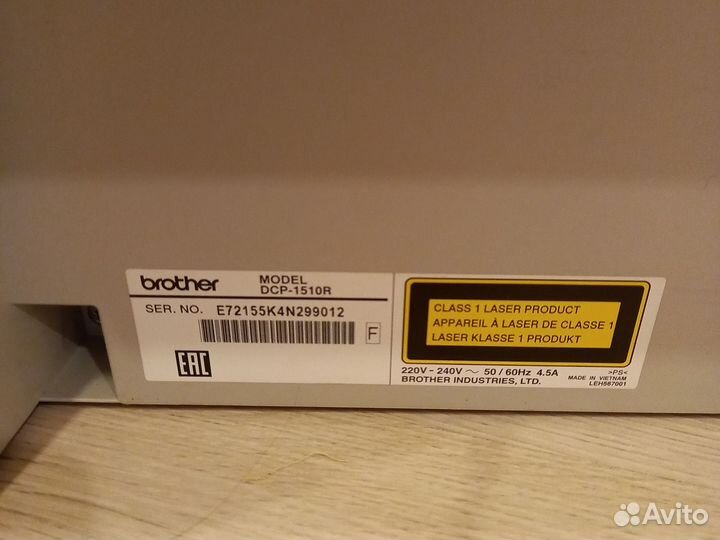 brother
MODEL
DCP-1510R
SER. NO. E72155K4N299012
F
EAC
CLASS 1 LASER PRODUCT
APPAREIL À LASER DE CLASSE 1
LASER KLASSE 1 PRODUKT
220V - 240V ~ 50 / 60Hz 4.5A
>PS<
BROTHER INDUSTRIES, LTD.
MADE IN VIETNAM
LEH567001
Avito